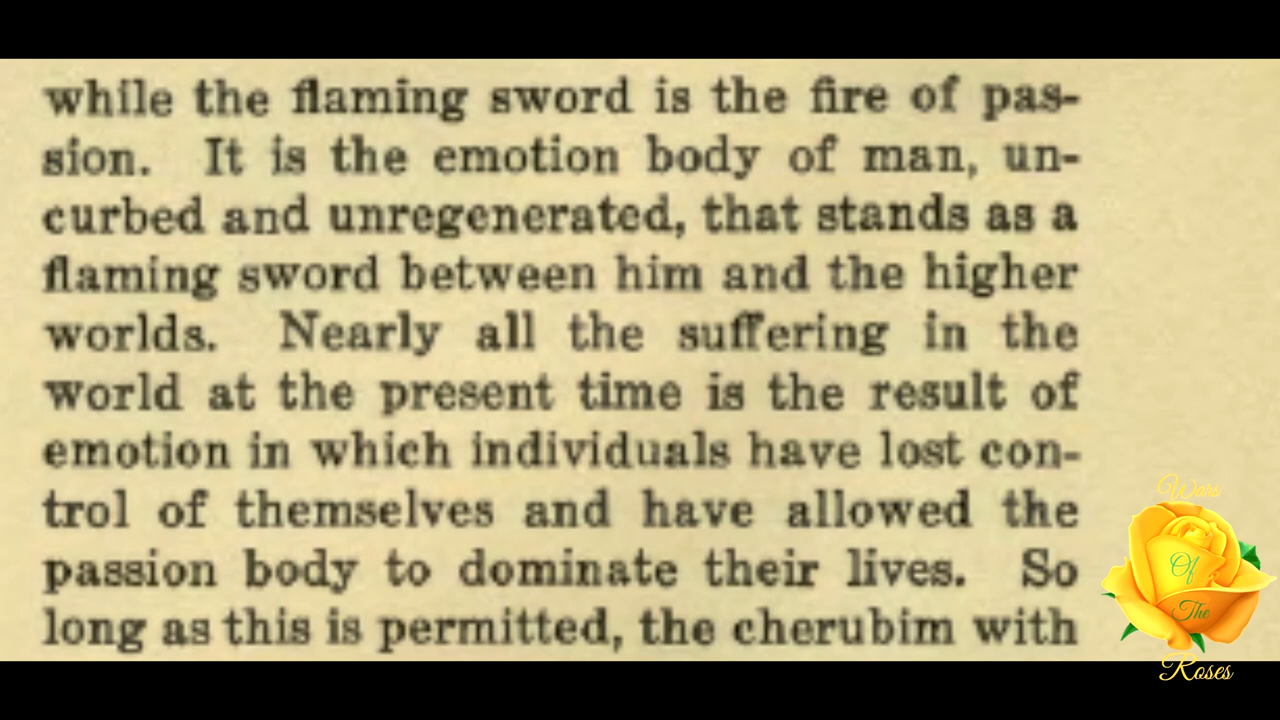 while the flaming sword is the fire of pas-
sion. It is the emotion body of man, un-
curbed and unregenerated, that stands as a
flaming sword between him and the higher
worlds. Nearly all the suffering in the
world at the present time is the result of
emotion in which individuals have lost con-
trol of themselves and have allowed the
passion body to dominate their lives. So
long as this is permitted, the cherubim with
Wars
Of
The
Roses